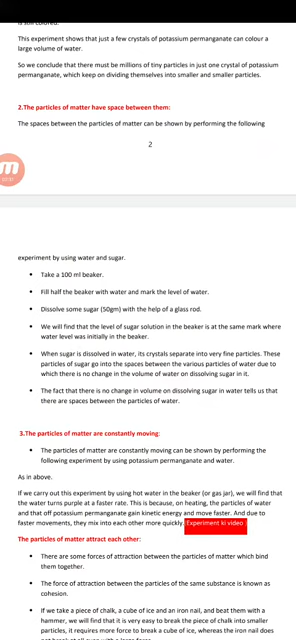 is still colored.
This experiment shows that just a few crystals of potassium permanganate can colour a
large volume of water.
So we conclude that there must be millions of tiny particles in just one crystal of potassium
permanganate, which keep on dividing themselves into smaller and smaller particles.
2.The particles of matter have space between them:
The spaces between the particles of matter can be shown by performing the following
2
experiment by using water and sugar.
• Take a 100 ml beaker.
• Fill half the beaker with water and mark the level of water.
• Dissolve some sugar (50gm) with the help of a glass rod.
• We will find that the level of sugar solution in the beaker is at the same mark where
water level was initially in the beaker.
• When sugar is dissolved in water, its crystals separate into very fine particles. These
particles of sugar go into the spaces between the various particles of water due to
which there is no change in the volume of water on dissolving sugar in it.
• The fact that there is no change in volume on dissolving sugar in water tells us that
there are spaces between the particles of water.
3.The particles of matter are constantly moving:
• The particles of matter are constantly moving can be shown by performing the
following experiment by using potassium permanganate and water.
As in above.
If we carry out this experiment by using hot water in the beaker (or gas jar), we will find that
the water turns purple at a faster rate. This is because, on heating, the particles of water
and that off potassium permanganate gain kinetic energy and move faster. And due to
faster movements, they mix into each other more quickly.(Experiment ki video )
The particles of matter attract each other:
• There are some forces of attraction between the particles of matter which bind
them together.
• The force of attraction between the particles of the same substance is known as
cohesion.
• If we take a piece of chalk, a cube of ice and an iron nail, and beat them with a
hammer, we will find that it is very easy to break the piece of chalk into smaller
particles, it requires more force to break a cube of ice, whereas the iron nail does